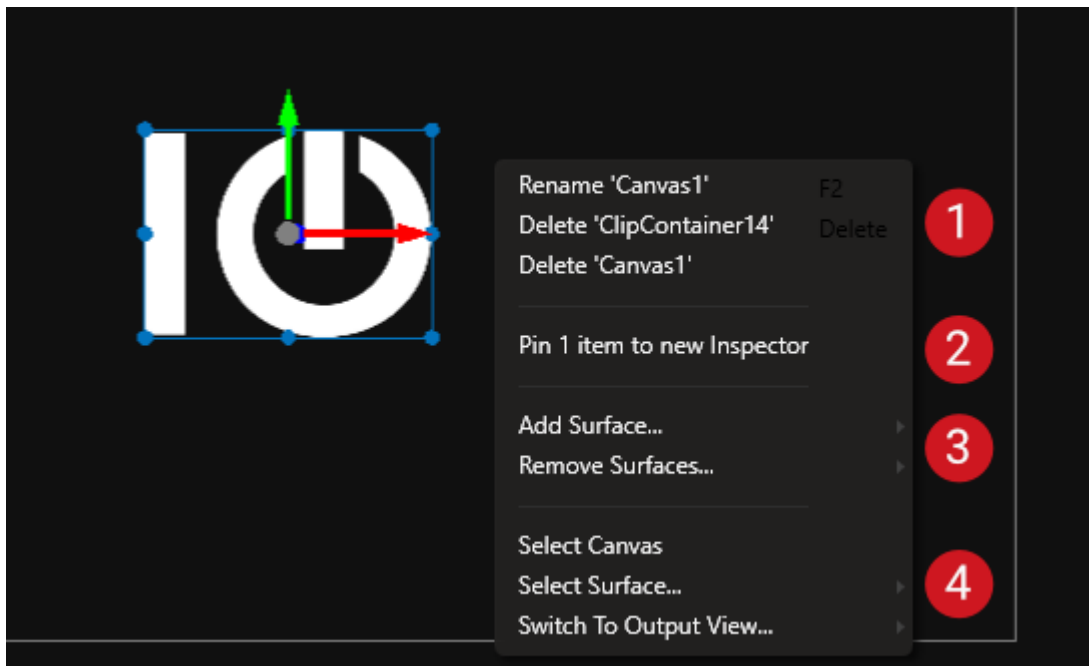 Rename 'Canvas1' F2
Delete 'ClipContainer14' Delete
1
Delete 'Canvas1'
Pin 1 item to new Inspector
2
Add Surface...
3
Remove Surfaces...
Select Canvas
Select Surface...
4
Switch To Output View...